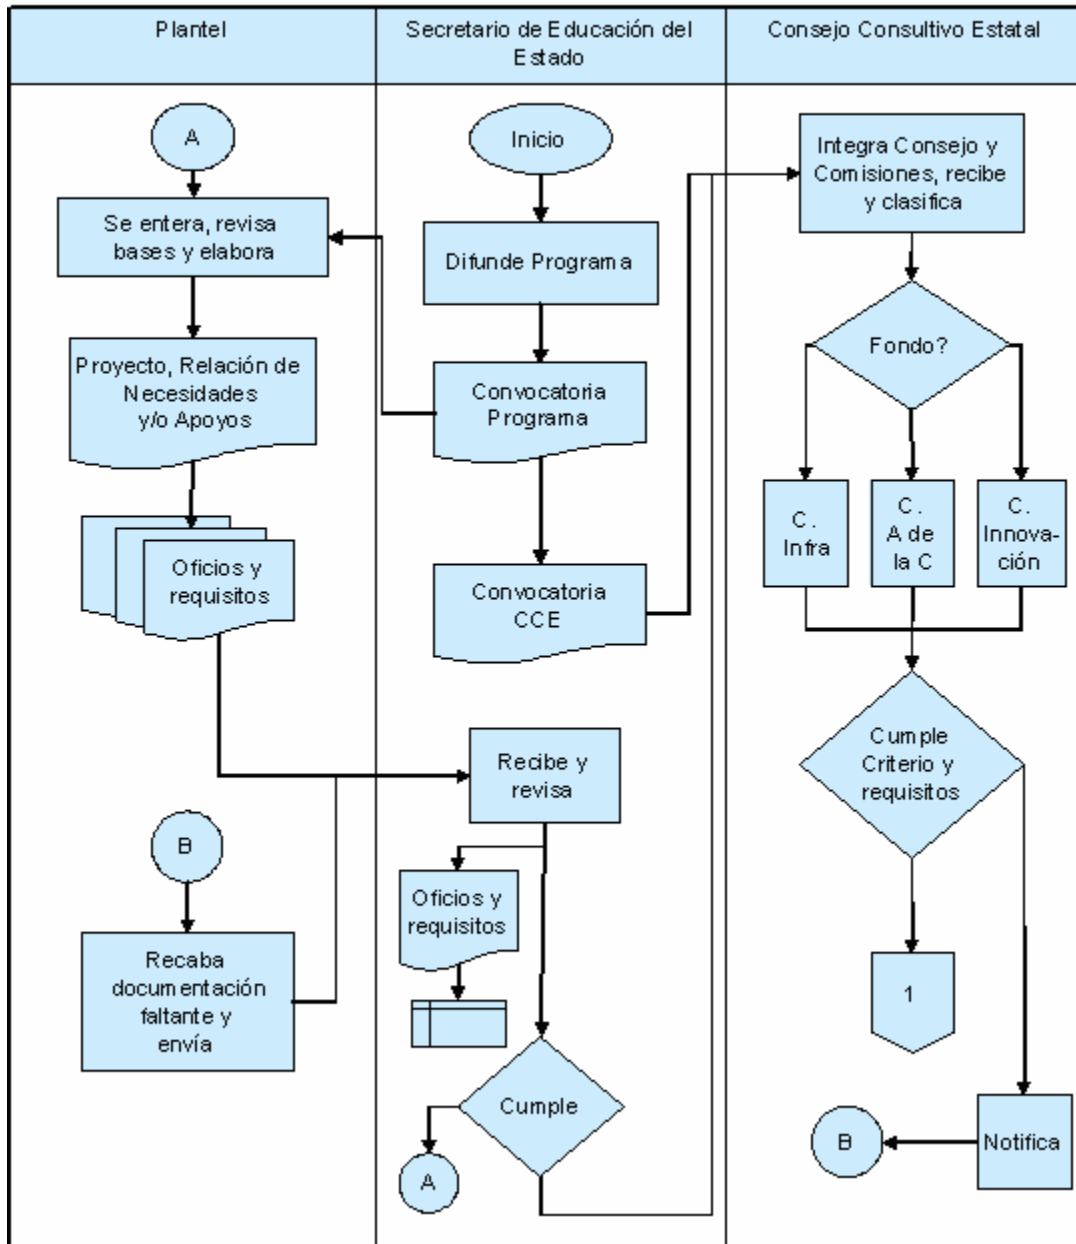 Plantel
Secretario de Educación del
Estado
Consejo Consultivo Estatal
A
Se entera, revisa
bases y elabora
Proyecto, Relación de
Necesidades
y/o Apoyos
Oficios y
requisitos
B
Recaba
documentación
faltante y
envía
Inicio
Difunde Programa
Convocatoria
Programa
Convocatoria
CCE
Recibe y
revisa
Oficios y
requisitos
Cumple
A
Integra Consejo y
Comisiones, recibe
y clasifica
Fondo?
C.
Infra
C.
A de
la C
C.
Innova-
ción
Cumple
Criterio y
requisitos
1
B
Notifica